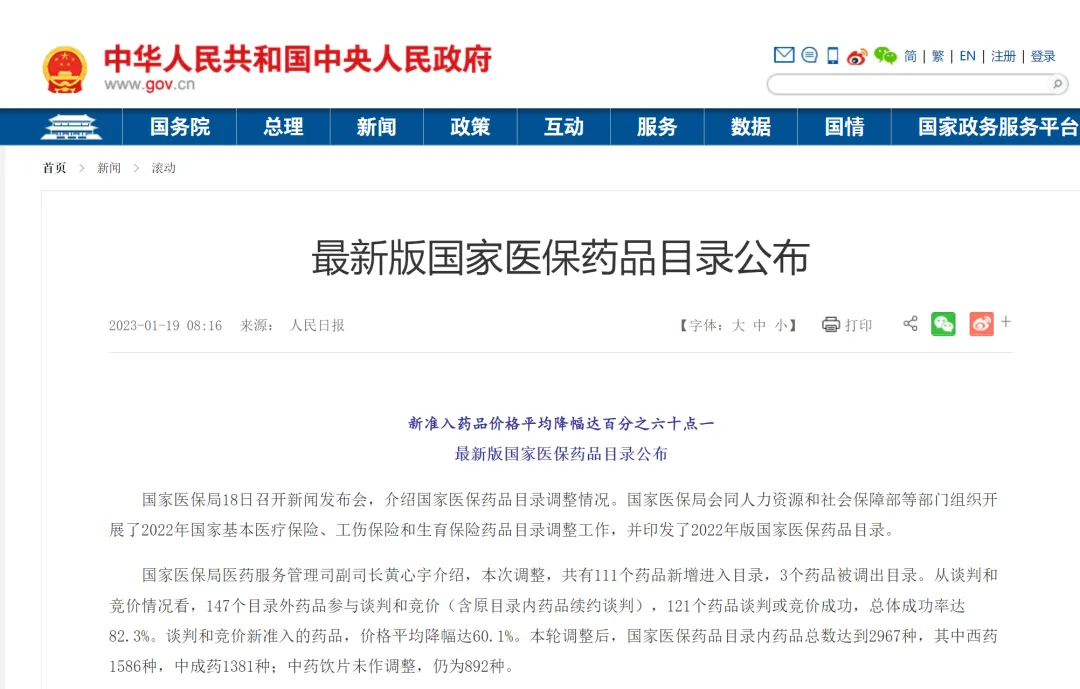 中华人民共和国中央人民政府
www.gov.cn
简 | 繁 | EN | 注册 | 登录
国务院 总理 新闻 政策 互动 服务 数据 国情 国家政务服务平台
首页 > 新闻 > 滚动
最新版国家医保药品目录公布
2023-01-19 08:16 来源： 人民日报 【字体：大 中 小】 打印 +
新准入药品价格平均降幅达百分之六十点一
最新版国家医保药品目录公布
国家医保局18日召开新闻发布会，介绍国家医保药品目录调整情况。国家医保局会同人力资源和社会保障部等部门组织开
展了2022年国家基本医疗保险、工伤保险和生育保险药品目录调整工作，并印发了2022年版国家医保药品目录。
国家医保局医药服务管理司副司长黄心宇介绍，本次调整，共有111个药品新增进入目录，3个药品被调出目录。从谈判和
竞价情况看，147个目录外药品参与谈判和竞价（含原目录内药品续约谈判），121个药品谈判或竞价成功，总体成功率达
82.3%。谈判和竞价新准入的药品，价格平均降幅达60.1%。本轮调整后，国家医保药品目录内药品总数达到2967种，其中西药
1586种，中成药1381种；中药饮片未作调整，仍为892种。